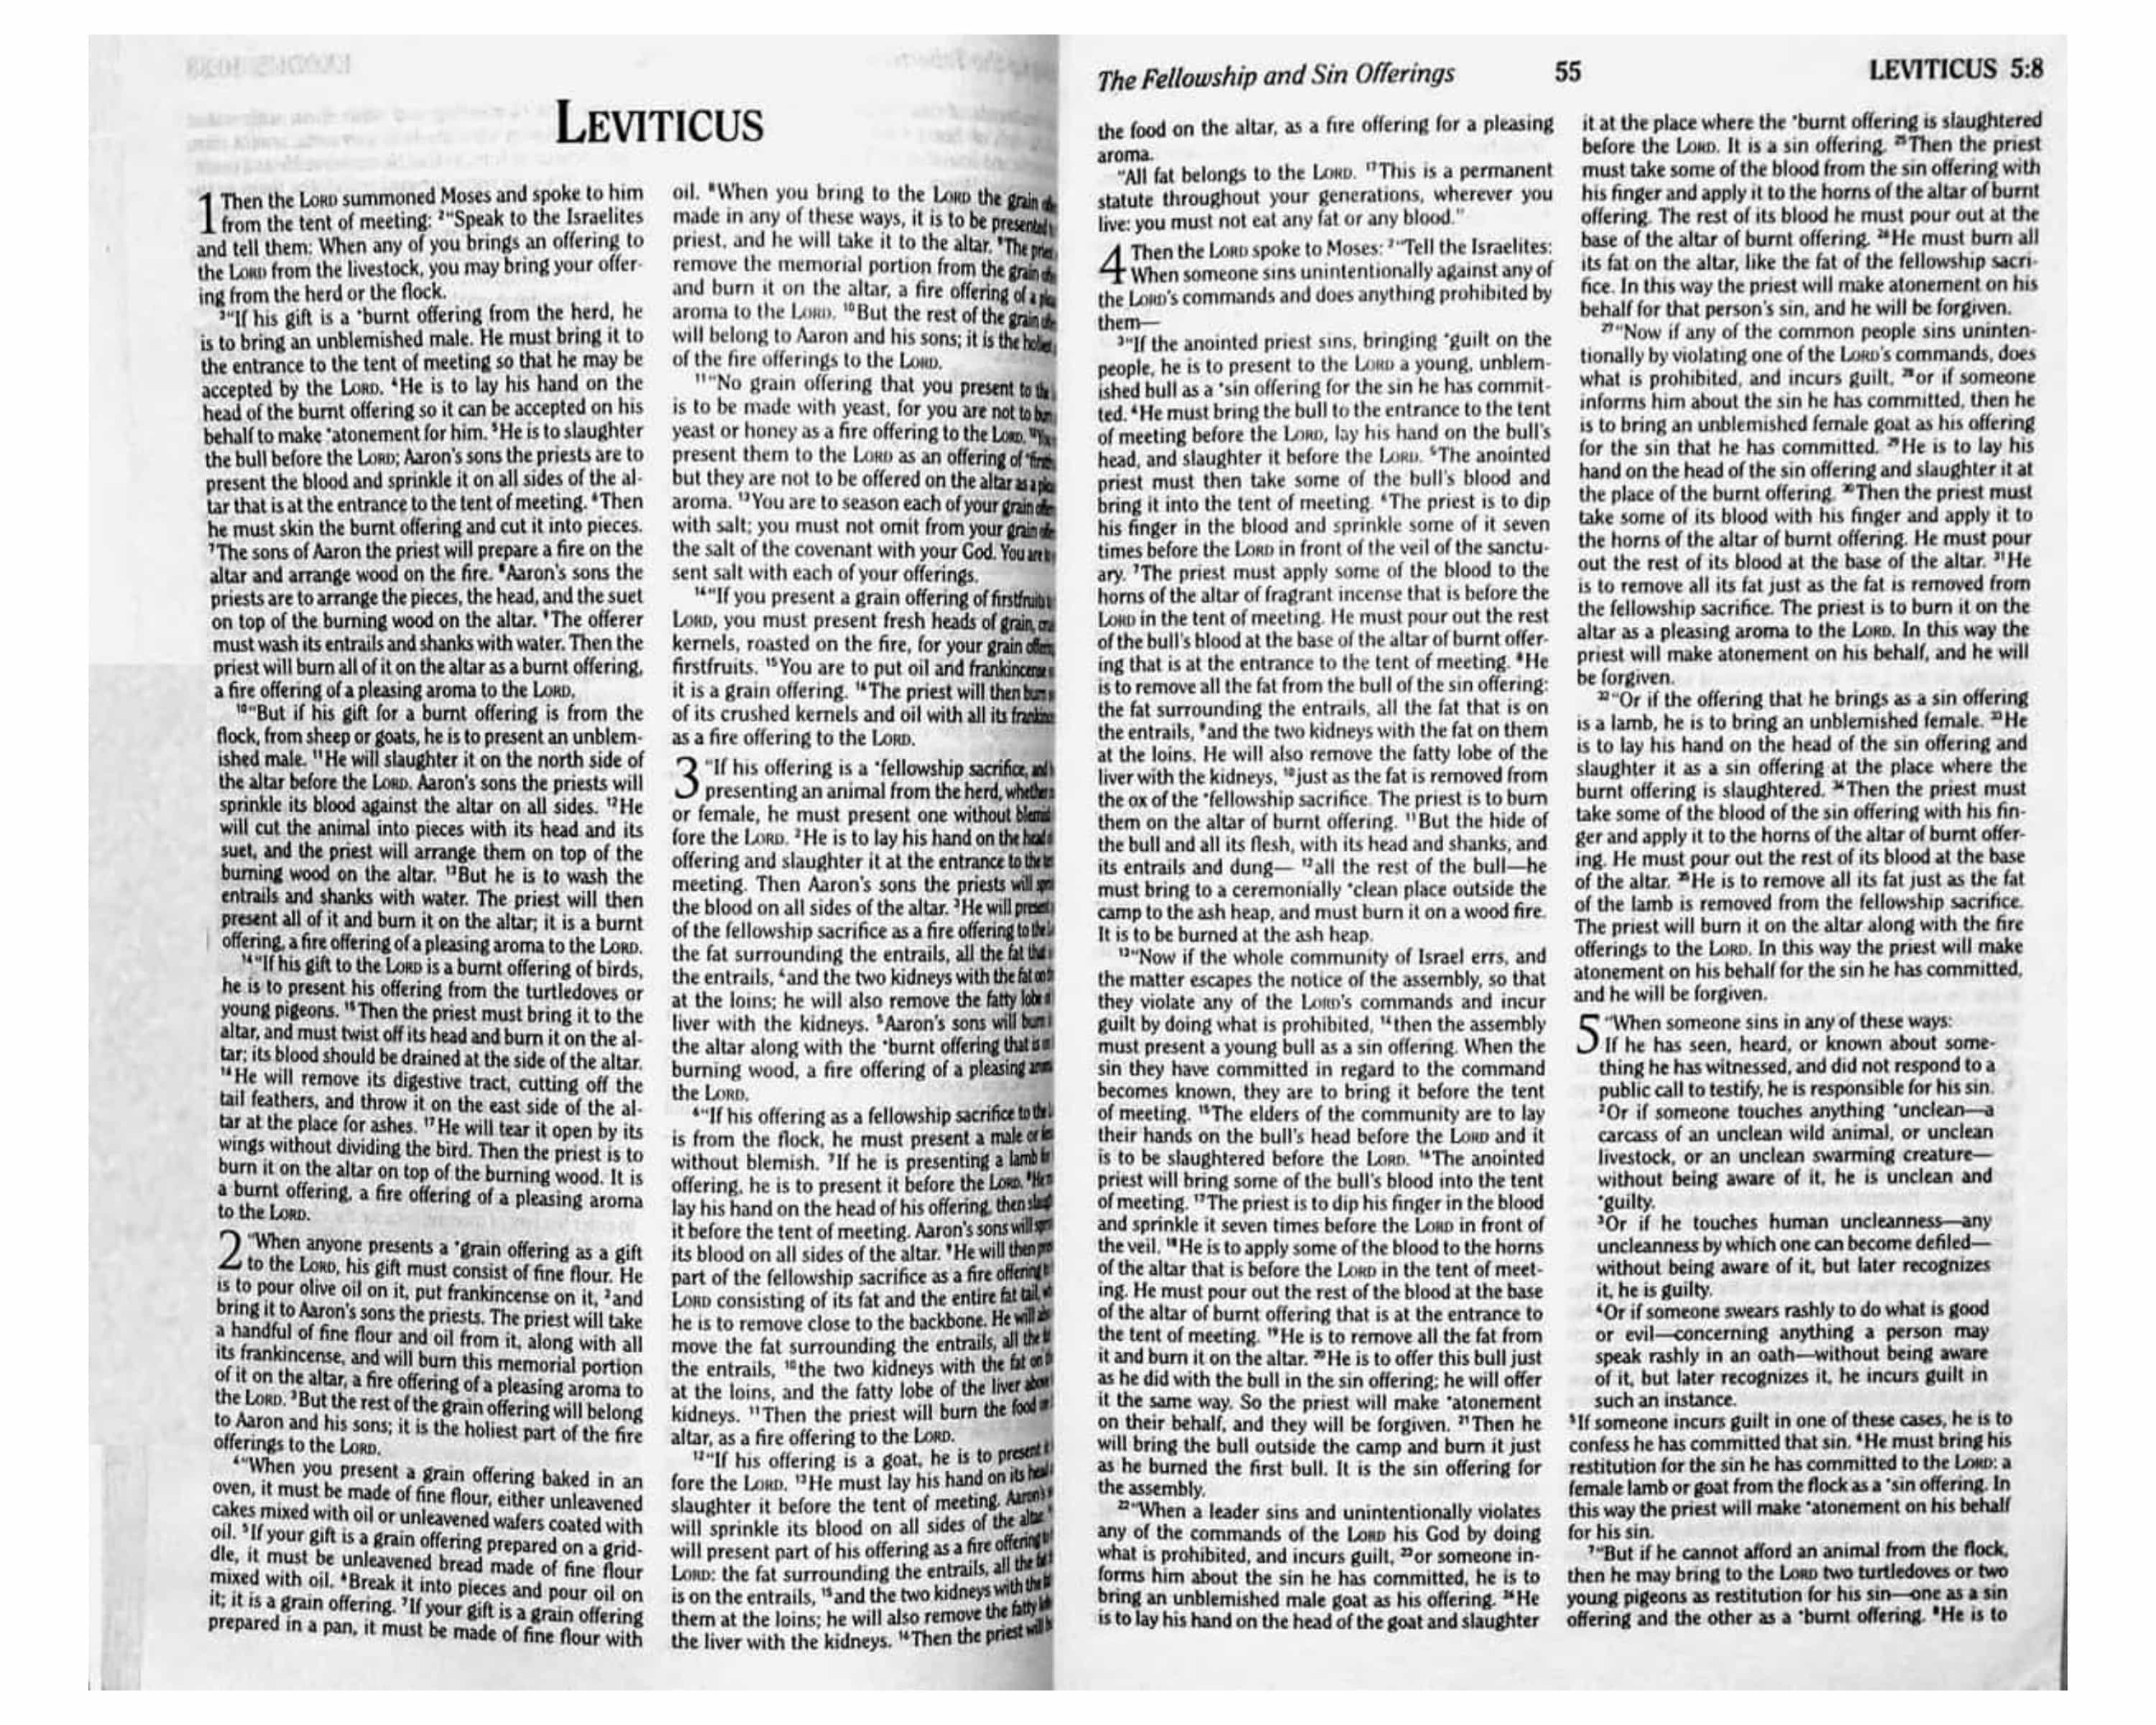 LEVITICUS
1 Then the LORD summoned Moses and spoke to him
from the tent of meeting: 2"Speak to the Israelites
and tell them: When any of you brings an offering to
the LORD from the livestock, you may bring your offer-
ing from the herd or the flock.
3"If his gift is a *burnt offering from the herd, he
is to bring an unblemished male. He must bring it to
the entrance to the tent of meeting so that he may be
accepted by the LORD. 4He is to lay his hand on the
head of the burnt offering so it can be accepted on his
behalf to make *atonement for him. 5He is to slaughter
the bull before the LORD; Aaron's sons the priests are to
present the blood and sprinkle it on all sides of the al-
tar that is at the entrance to the tent of meeting. 6Then
he must skin the burnt offering and cut it into pieces.
7The sons of Aaron the priest will prepare a fire on the
altar and arrange wood on the fire. 8Aaron's sons the
priests are to arrange the pieces, the head, and the suet
on top of the burning wood on the altar. 9The offerer
must wash its entrails and shanks with water. Then the
priest will burn all of it on the altar as a burnt offering,
a fire offering of a pleasing aroma to the LORD.
10"But if his gift for a burnt offering is from the
flock, from sheep or goats, he is to present an unblem-
ished male. 11He will slaughter it on the north side of
the altar before the LORD. Aaron's sons the priests will
sprinkle its blood against the altar on all sides. 12He
will cut the animal into pieces with its head and its
suet, and the priest will arrange them on top of the
burning wood on the altar. 13But he is to wash the
entrails and shanks with water. The priest will then
present all of it and burn it on the altar; it is a burnt
offering, a fire offering of a pleasing aroma to the LORD.
14"If his gift to the LORD is a burnt offering of birds,
he is to present his offering from the turtledoves or
young pigeons. 15Then the priest must bring it to the
altar, and must twist off its head and burn it on the al-
tar; its blood should be drained at the side of the altar.
16He will remove its digestive tract, cutting off the
tail feathers, and throw it on the east side of the al-
tar at the place for ashes. 17He will tear it open by its
wings without dividing the bird. Then the priest is to
burn it on the altar on top of the burning wood. It is
a burnt offering, a fire offering of a pleasing aroma
to the LORD.
2 "When anyone presents a *grain offering as a gift
to the LORD, his gift must consist of fine flour. He
is to pour olive oil on it, put frankincense on it, 2and
bring it to Aaron's sons the priests. The priest will take
a handful of fine flour and oil from it, along with all
its frankincense, and will burn this memorial portion
of it on the altar, a fire offering of a pleasing aroma to
the LORD. 3But the rest of the grain offering will belong
to Aaron and his sons; it is the holiest part of the fire
offerings to the LORD.
4"When you present a grain offering baked in an
oven, it must be made of fine flour, either unleavened
cakes mixed with oil or unleavened wafers coated with
oil. 5If your gift is a grain offering prepared on a grid-
dle, it must be unleavened bread made of fine flour
mixed with oil. 6Break it into pieces and pour oil on
it; it is a grain offering. 7If your gift is a grain offering
prepared in a pan, it must be made of fine flour with
oil. 8When you bring to the LORD the grain
made in any of these ways, it is to be presented
priest, and he will take it to the altar. 9The
remove the memorial portion from the grain
and burn it on the altar, a fire offering of a
aroma to the LORD. 10But the rest of the grain
will belong to Aaron and his sons; it is the
of the fire offerings to the LORD.
11"No grain offering that you present to
is to be made with yeast, for you are not to
yeast or honey as a fire offering to the LORD.
present them to the LORD as an offering of
but they are not to be offered on the altar as a
aroma. 13You are to season each of your grain
with salt; you must not omit from your grain
the salt of the covenant with your God. You are
sent salt with each of your offerings.
14"If you present a grain offering of firstfruits
LORD, you must present fresh heads of grain,
kernels, roasted on the fire, for your grain
firstfruits. 15You are to put oil and frankincense
it is a grain offering. 16The priest will then burn
of its crushed kernels and oil with all its
as a fire offering to the LORD.
3 "If his offering is a *fellowship sacrifice, and
presenting an animal from the herd, whether
or female, he must present one without
fore the LORD. 2He is to lay his hand on the head
offering and slaughter it at the entrance to the
meeting. Then Aaron's sons the priests will
the blood on all sides of the altar. 3He will present
of the fellowship sacrifice as a fire offering to the
the fat surrounding the entrails, all the fat that
the entrails, 4and the two kidneys with the fat on
at the loins; he will also remove the fatty lobe
liver with the kidneys. 5Aaron's sons will burn
the altar along with the *burnt offering that is
burning wood, a fire offering of a pleasing
the LORD.
6"If his offering as a fellowship sacrifice to the
is from the flock, he must present a male or
without blemish. 7If he is presenting a lamb
offering, he is to present it before the LORD.
lay his hand on the head of his offering, then
it before the tent of meeting. Aaron's sons will
its blood on all sides of the altar. 9He will then
part of the fellowship sacrifice as a fire offering
LORD consisting of its fat and the entire fat tail,
he is to remove close to the backbone. He will
move the fat surrounding the entrails, all the
the entrails, 10the two kidneys with the fat on
at the loins, and the fatty lobe of the liver
kidneys. 11Then the priest will burn the food
altar, as a fire offering to the LORD.
12"If his offering is a goat, he is to present
fore the LORD. 13He must lay his hand on its
slaughter it before the tent of meeting. Aaron's
will sprinkle its blood on all sides of the altar.
will present part of his offering as a fire offering
LORD: the fat surrounding the entrails, all the
is on the entrails, 15and the two kidneys with the
them at the loins; he will also remove the fatty
the liver with the kidneys. 16Then the priest will
The Fellowship and Sin Offerings 55 LEVITICUS 5:8
the food on the altar, as a fire offering for a pleasing
aroma.
"All fat belongs to the LORD. 17This is a permanent
statute throughout your generations, wherever you
live: you must not eat any fat or any blood."
4 Then the LORD spoke to Moses: 2"Tell the Israelites:
When someone sins unintentionally against any of
the LORD's commands and does anything prohibited by
them—
3"If the anointed priest sins, bringing *guilt on the
people, he is to present to the LORD a young, unblem-
ished bull as a *sin offering for the sin he has commit-
ted. 4He must bring the bull to the entrance to the tent
of meeting before the LORD, lay his hand on the bull's
head, and slaughter it before the LORD. 5The anointed
priest must then take some of the bull's blood and
bring it into the tent of meeting. 6The priest is to dip
his finger in the blood and sprinkle some of it seven
times before the LORD in front of the veil of the sanctu-
ary. 7The priest must apply some of the blood to the
horns of the altar of fragrant incense that is before the
LORD in the tent of meeting. He must pour out the rest
of the bull's blood at the base of the altar of burnt offer-
ing that is at the entrance to the tent of meeting. 8He
is to remove all the fat from the bull of the sin offering:
the fat surrounding the entrails, all the fat that is on
the entrails, 9and the two kidneys with the fat on them
at the loins. He will also remove the fatty lobe of the
liver with the kidneys, 10just as the fat is removed from
the ox of the *fellowship sacrifice. The priest is to burn
them on the altar of burnt offering. 11But the hide of
the bull and all its flesh, with its head and shanks, and
its entrails and dung— 12all the rest of the bull—he
must bring to a ceremonially *clean place outside the
camp to the ash heap, and must burn it on a wood fire.
It is to be burned at the ash heap.
13"Now if the whole community of Israel errs, and
the matter escapes the notice of the assembly, so that
they violate any of the LORD's commands and incur
guilt by doing what is prohibited, 14then the assembly
must present a young bull as a sin offering. When the
sin they have committed in regard to the command
becomes known, they are to bring it before the tent
of meeting. 15The elders of the community are to lay
their hands on the bull's head before the LORD and it
is to be slaughtered before the LORD. 16The anointed
priest will bring some of the bull's blood into the tent
of meeting. 17The priest is to dip his finger in the blood
and sprinkle it seven times before the LORD in front of
the veil. 18He is to apply some of the blood to the horns
of the altar that is before the LORD in the tent of meet-
ing. He must pour out the rest of the blood at the base
of the altar of burnt offering that is at the entrance to
the tent of meeting. 19He is to remove all the fat from
it and burn it on the altar. 20He is to offer this bull just
as he did with the bull in the sin offering; he will offer
it the same way. So the priest will make *atonement
on their behalf, and they will be forgiven. 21Then he
will bring the bull outside the camp and burn it just
as he burned the first bull. It is the sin offering for
the assembly.
22"When a leader sins and unintentionally violates
any of the commands of the LORD his God by doing
what is prohibited, and incurs guilt, 23or someone in-
forms him about the sin he has committed, he is to
bring an unblemished male goat as his offering. 24He
is to lay his hand on the head of the goat and slaughter
it at the place where the *burnt offering is slaughtered
before the LORD. It is a sin offering. 25Then the priest
must take some of the blood from the sin offering with
his finger and apply it to the horns of the altar of burnt
offering. The rest of its blood he must pour out at the
base of the altar of burnt offering. 26He must burn all
its fat on the altar, like the fat of the fellowship sacri-
fice. In this way the priest will make atonement on his
behalf for that person's sin, and he will be forgiven.
27"Now if any of the common people sins uninten-
tionally by violating one of the LORD's commands, does
what is prohibited, and incurs guilt, 28or if someone
informs him about the sin he has committed, then he
is to bring an unblemished female goat as his offering
for the sin that he has committed. 29He is to lay his
hand on the head of the sin offering and slaughter it at
the place of the burnt offering. 30Then the priest must
take some of its blood with his finger and apply it to
the horns of the altar of burnt offering. He must pour
out the rest of its blood at the base of the altar. 31He
is to remove all its fat just as the fat is removed from
the fellowship sacrifice. The priest is to burn it on the
altar as a pleasing aroma to the LORD. In this way the
priest will make atonement on his behalf, and he will
be forgiven.
32"Or if the offering that he brings as a sin offering
is a lamb, he is to bring an unblemished female. 33He
is to lay his hand on the head of the sin offering and
slaughter it as a sin offering at the place where the
burnt offering is slaughtered. 34Then the priest must
take some of the blood of the sin offering with his fin-
ger and apply it to the horns of the altar of burnt offer-
ing. He must pour out the rest of its blood at the base
of the altar. 35He is to remove all its fat just as the fat
of the lamb is removed from the fellowship sacrifice.
The priest will burn it on the altar along with the fire
offerings to the LORD. In this way the priest will make
atonement on his behalf for the sin he has committed,
and he will be forgiven.
5 "When someone sins in any of these ways:
If he has seen, heard, or known about some-
thing he has witnessed, and did not respond to a
public call to testify, he is responsible for his sin.
2Or if someone touches anything *unclean—a
carcass of an unclean wild animal, or unclean
livestock, or an unclean swarming creature—
without being aware of it, he is unclean and
*guilty.
3Or if he touches human uncleanness—any
uncleanness by which one can become defiled—
without being aware of it, but later recognizes
it, he is guilty.
4Or if someone swears rashly to do what is good
or evil—concerning anything a person may
speak rashly in an oath—without being aware
of it, but later recognizes it, he incurs guilt in
such an instance.
5If someone incurs guilt in one of these cases, he is to
confess he has committed that sin. 6He must bring his
restitution for the sin he has committed to the LORD: a
female lamb or goat from the flock as a *sin offering. In
this way the priest will make *atonement on his behalf
for his sin.
7"But if he cannot afford an animal from the flock,
then he may bring to the LORD two turtledoves or two
young pigeons as restitution for his sin—one as a sin
offering and the other as a *burnt offering. 8He is to